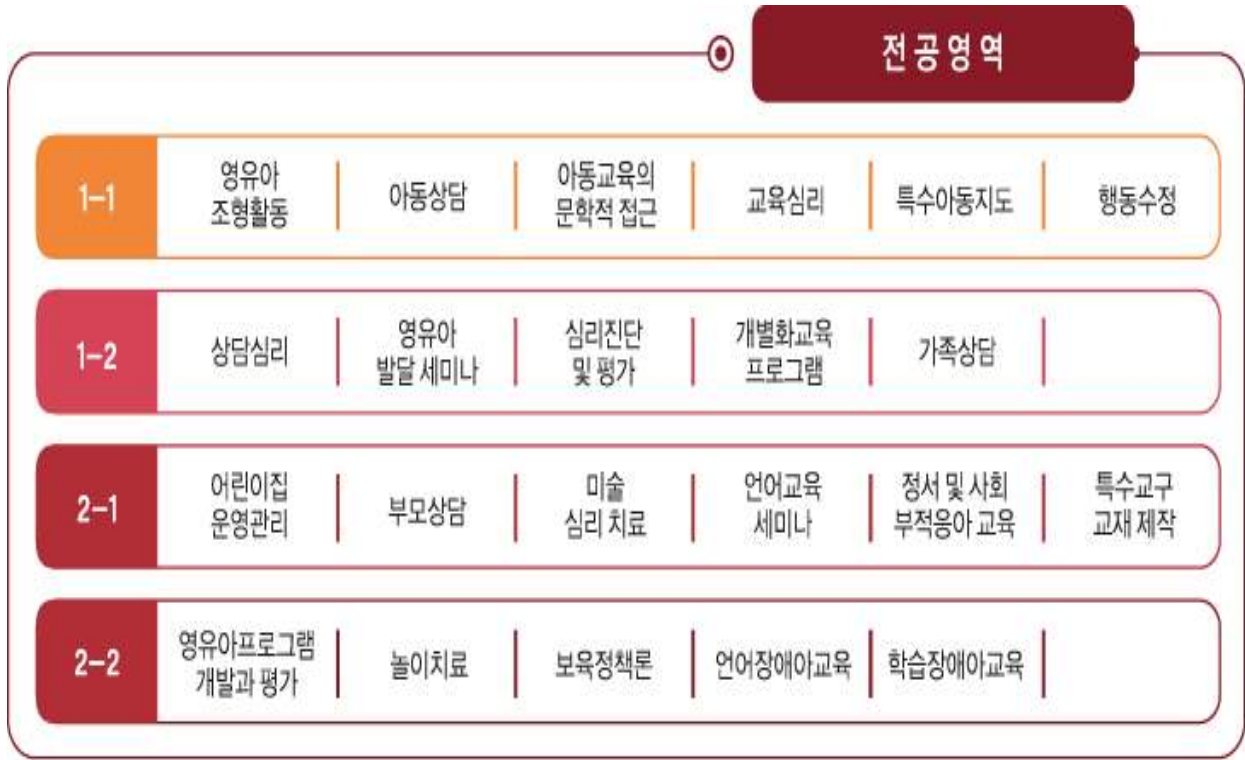 전공영역
1-1
영유아
조형활동
아동상담
아동교육의
문학적 접근
교육심리
특수아동지도
행동수정
1-2
상담심리
영유아
발달 세미나
심리진단
및 평가
개별화교육
프로그램
가족상담
2-1
어린이집
운영관리
부모상담
미술
심리 치료
언어교육
세미나
정서 및 사회
부적응아 교육
특수교구
교재 제작
2-2
영유아프로그램
개발과 평가
놀이치료
보육정책론
언어장애아교육
학습장애아교육